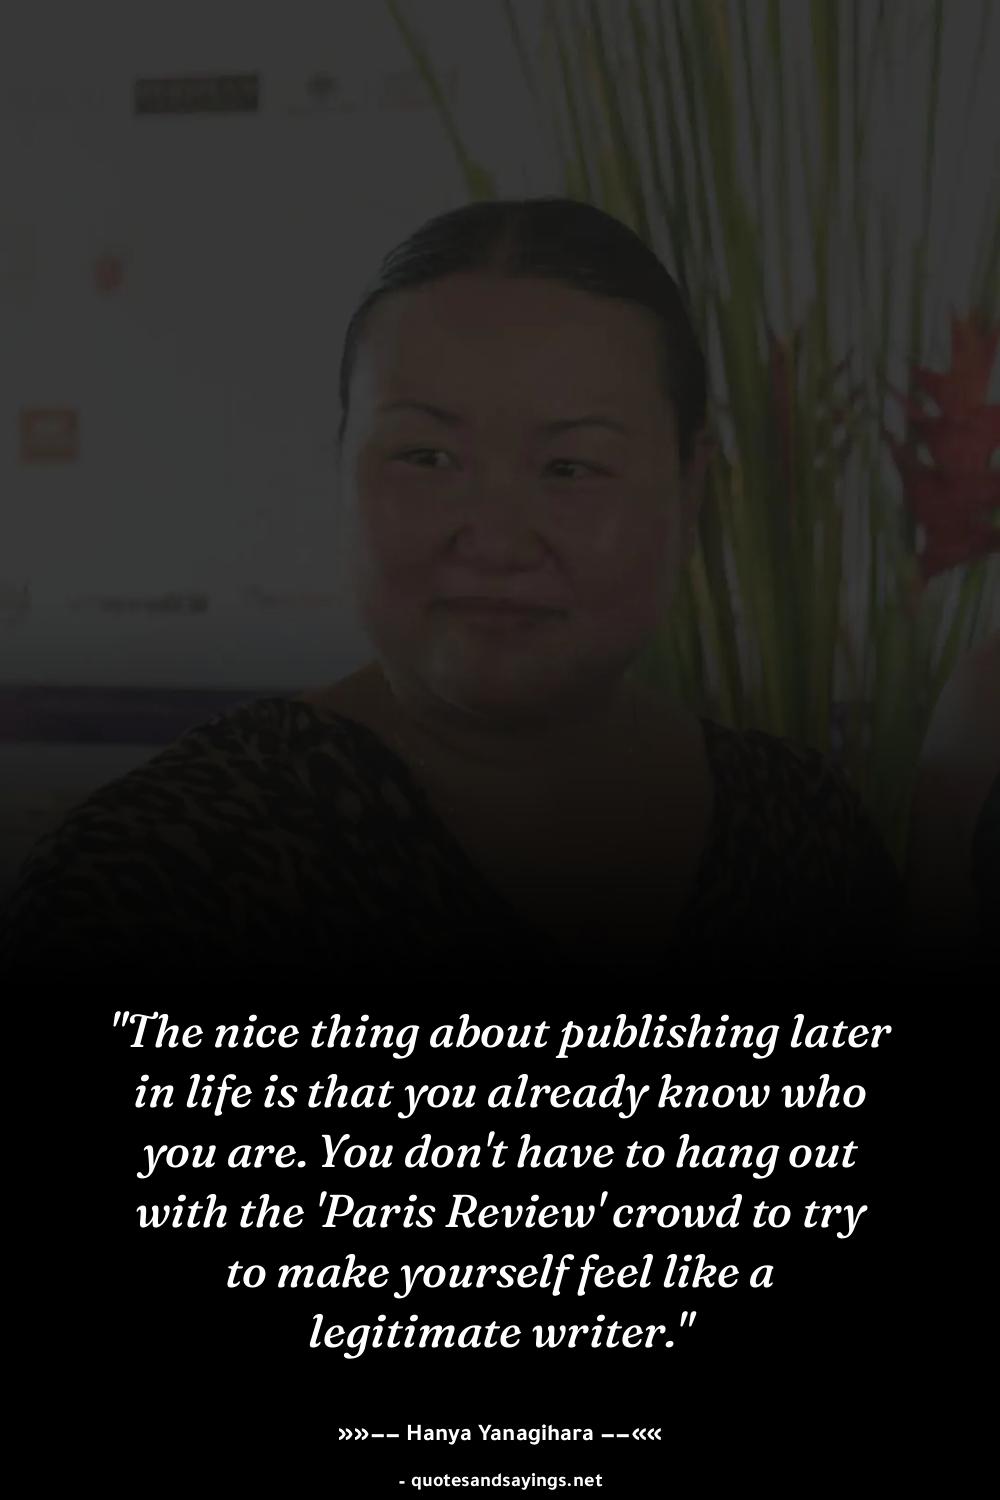 "The nice thing about publishing later
in life is that you already know who
you are. You don't have to hang out
with the 'Paris Review' crowd to try
to make yourself feel like a
legitimate writer."
»»−− Hanya Yanagihara −−««
- quotesandsayings.net